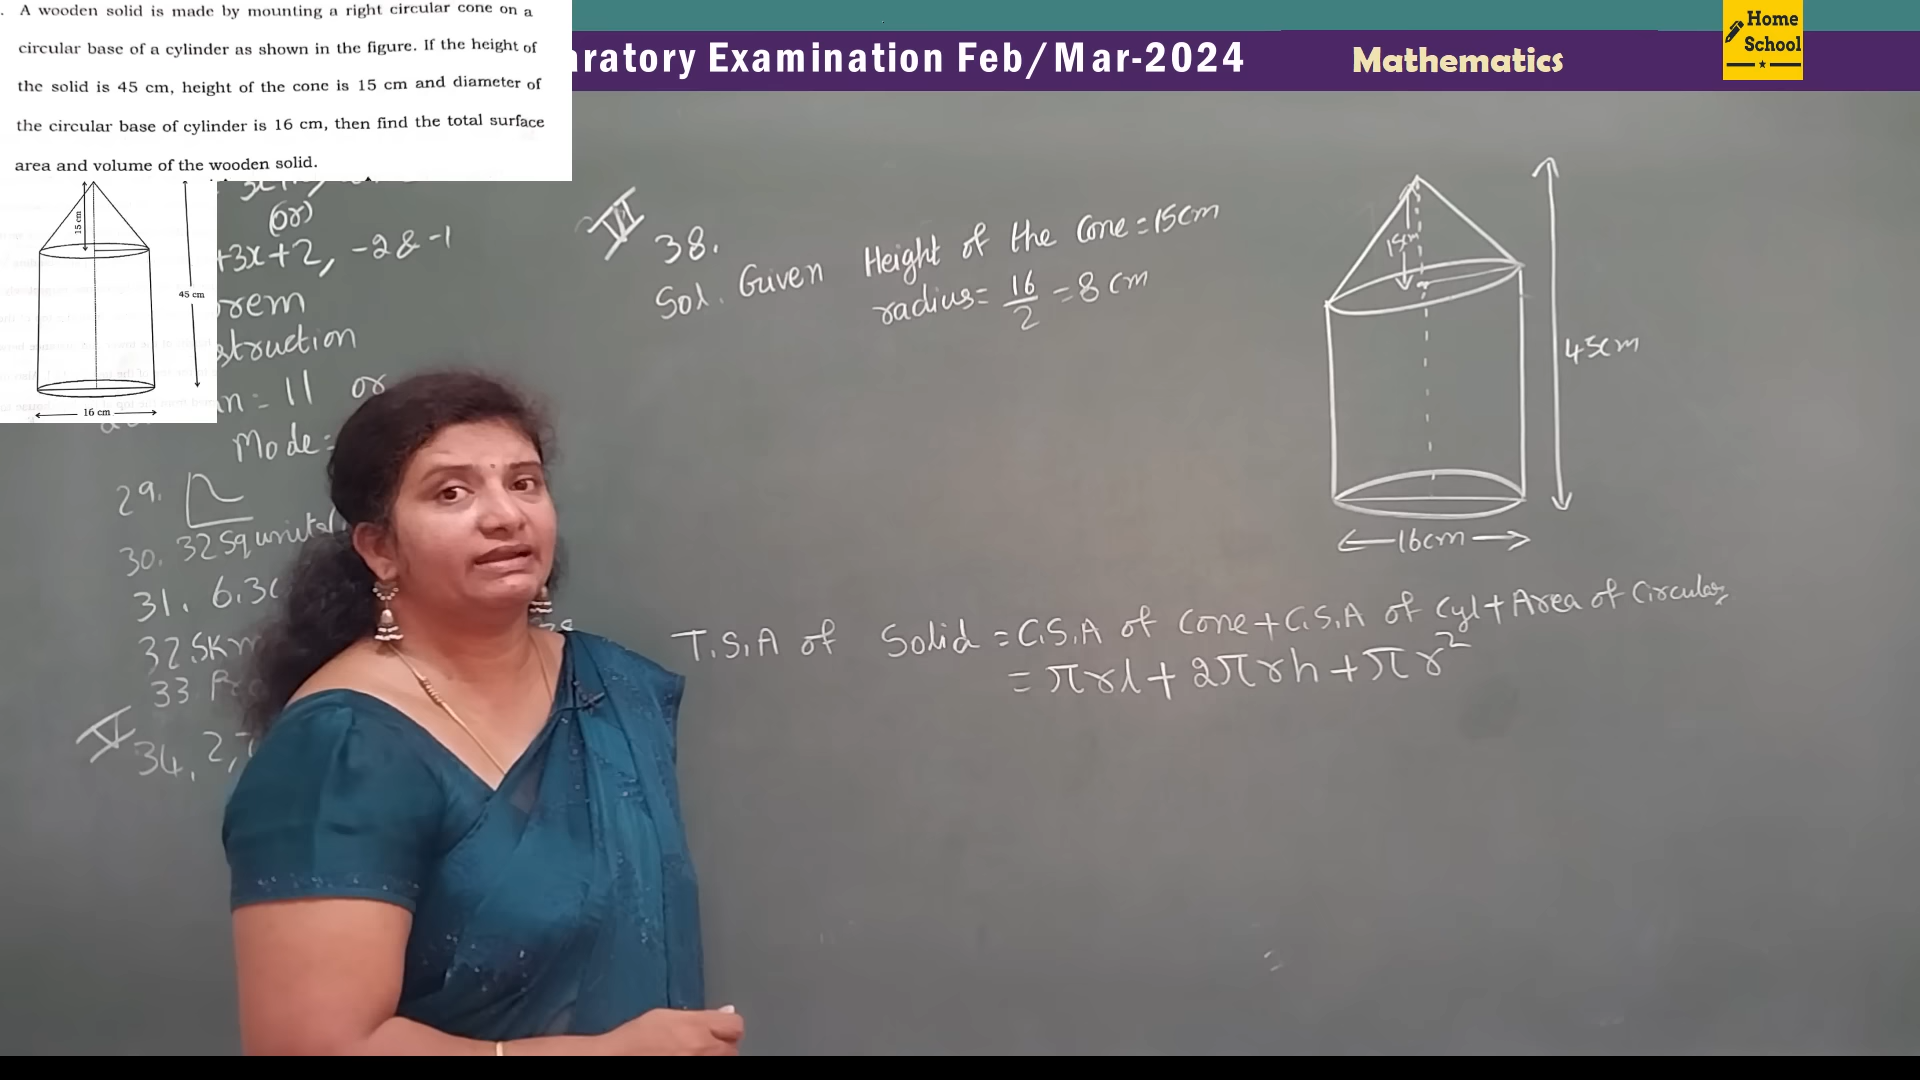 . A wooden solid is made by mounting a right circular cone on a
circular base of a cylinder as shown in the figure. If the height of
the solid is 45 cm, height of the cone is 15 cm and diameter of
the circular base of cylinder is 16 cm, then find the total surface
area and volume of the wooden solid.
15 cm
45 cm
16 cm
aratory Examination Feb/Mar-2024
Mathematics
Home
School
(or)
+3x+2, -2 & -1
orem
struction
n = 11 or
Mode =
29.
30. 32 Sq units
31. 6.30
32. 5km
33.
V
34. 2,
VI
38.
Sol. Given Height of the Cone = 15cm
radius = 16/2 = 8 cm
15cm
45cm
16cm
T.S.A of Solid = C.S.A of Cone + C.S.A of Cyl + Area of Circular
= πrl + 2πrh + πr²
=